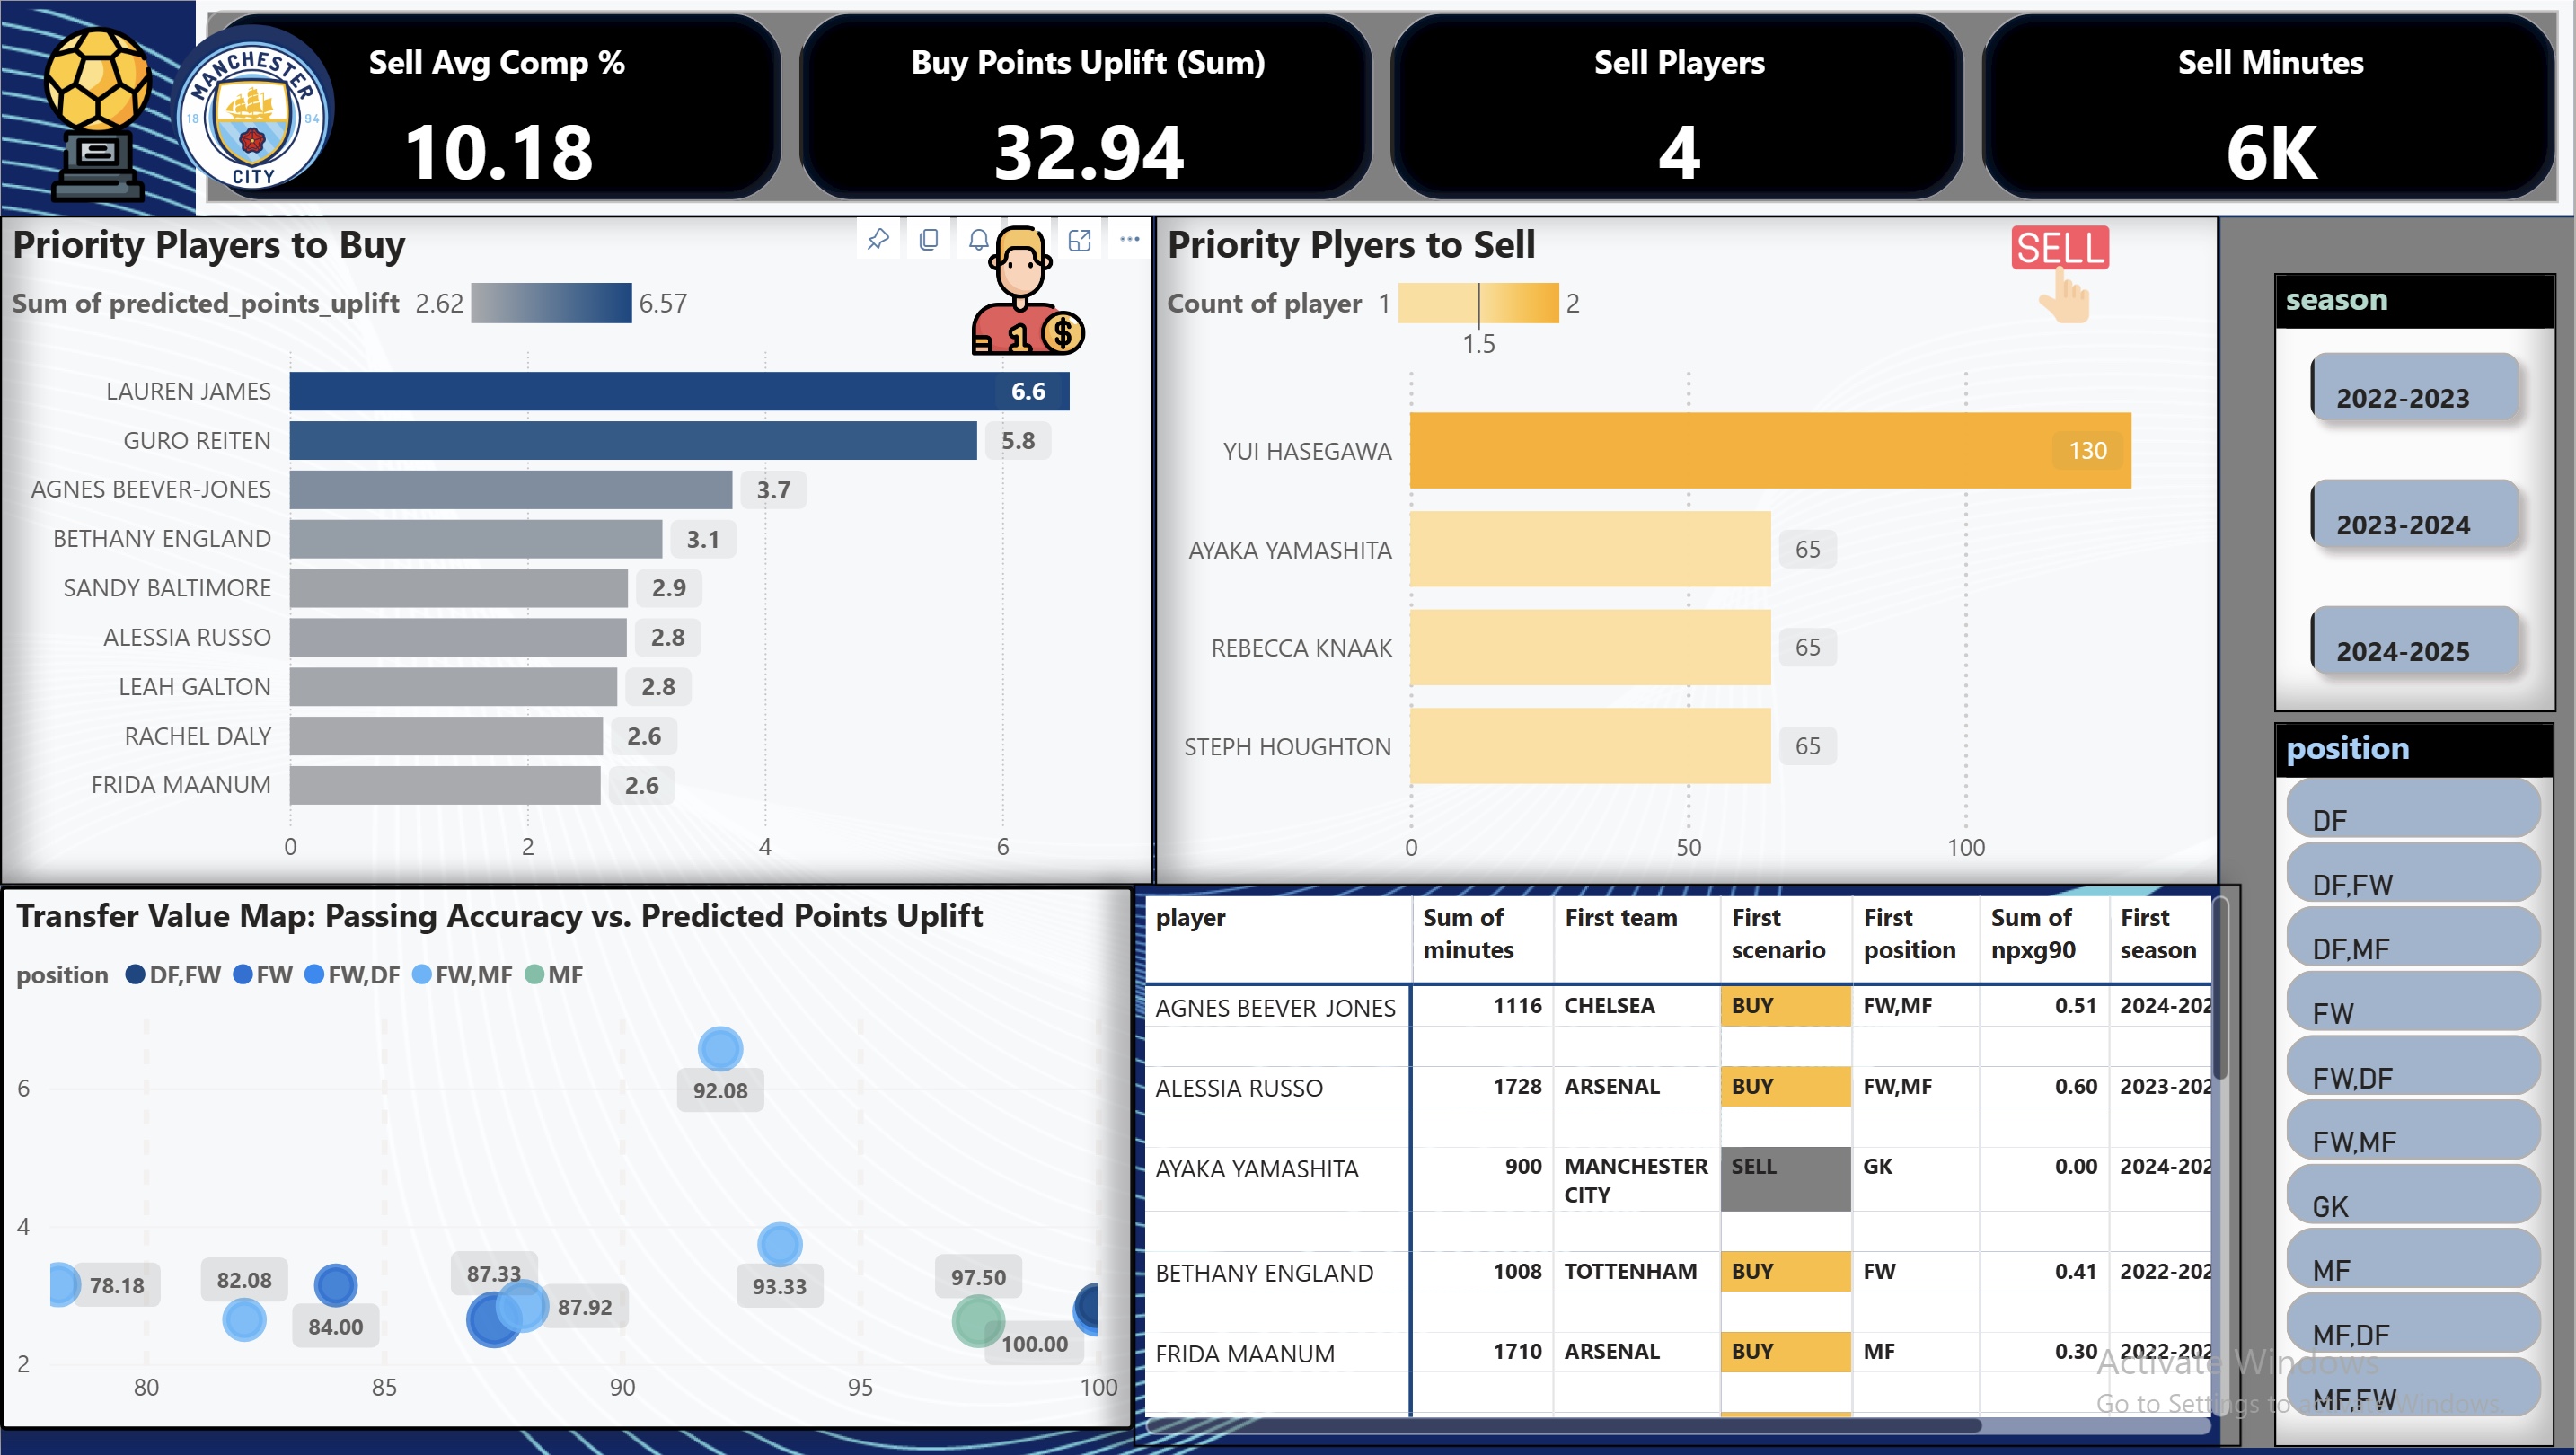 MANCHESTER
18 94
CITY
Sell Avg Comp %
10.18
Buy Points Uplift (Sum)
32.94
Sell Players
4
Sell Minutes
6K
Priority Players to Buy
Sum of predicted_points_uplift 2.62 6.57
1 $
LAUREN JAMES 6.6
GURO REITEN 5.8
AGNES BEEVER-JONES 3.7
BETHANY ENGLAND 3.1
SANDY BALTIMORE 2.9
ALESSIA RUSSO 2.8
LEAH GALTON 2.8
RACHEL DALY 2.6
FRIDA MAANUM 2.6
0 2 4 6
Priority Plyers to Sell
SELL
Count of player 1 2
1.5
YUI HASEGAWA 130
AYAKA YAMASHITA 65
REBECCA KNAAK 65
STEPH HOUGHTON 65
0 50 100
season
2022-2023
2023-2024
2024-2025
position
DF
DF,FW
DF,MF
FW
FW,DF
FW,MF
GK
MF
MF,DF
MF,FW
Transfer Value Map: Passing Accuracy vs. Predicted Points Uplift
position DF,FW FW FW,DF FW,MF MF
6
4
2
92.08
78.18
82.08
84.00
87.33
87.92
93.33
97.50
100.00
80 85 90 95 100
player Sum of minutes First team First scenario First position Sum of npxg90 First season
AGNES BEEVER-JONES 1116 CHELSEA BUY FW,MF 0.51 2024-202
ALESSIA RUSSO 1728 ARSENAL BUY FW,MF 0.60 2023-202
AYAKA YAMASHITA 900 MANCHESTER CITY SELL GK 0.00 2024-202
BETHANY ENGLAND 1008 TOTTENHAM BUY FW 0.41 2022-202
FRIDA MAANUM 1710 ARSENAL BUY MF 0.30 2022-202
Activate Windows
Go to Settings to activate Windows.